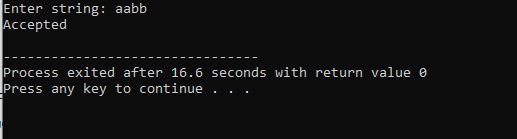 Enter string: aabb
Accepted
--------------------------------
Process exited after 16.6 seconds with return value 0
Press any key to continue . . .